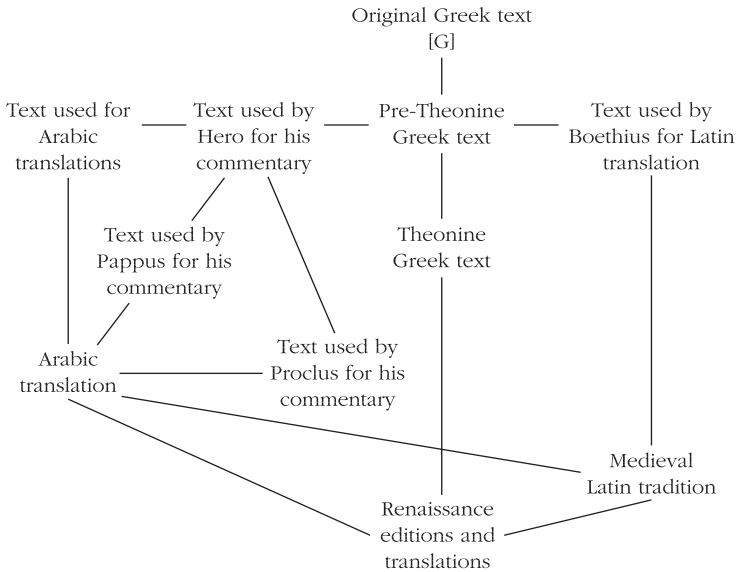 Original Greek text
[G]
Text used for
Arabic
translations
Text used by
Hero for his
commentary
Pre-Theonine
Greek text
Text used by
Boethius for Latin
translation
Text used by
Pappus for his
commentary
Theonine
Greek text
Arabic
translation
Text used by
Proclus for his
commentary
Medieval
Latin tradition
Renaissance
editions and
translations